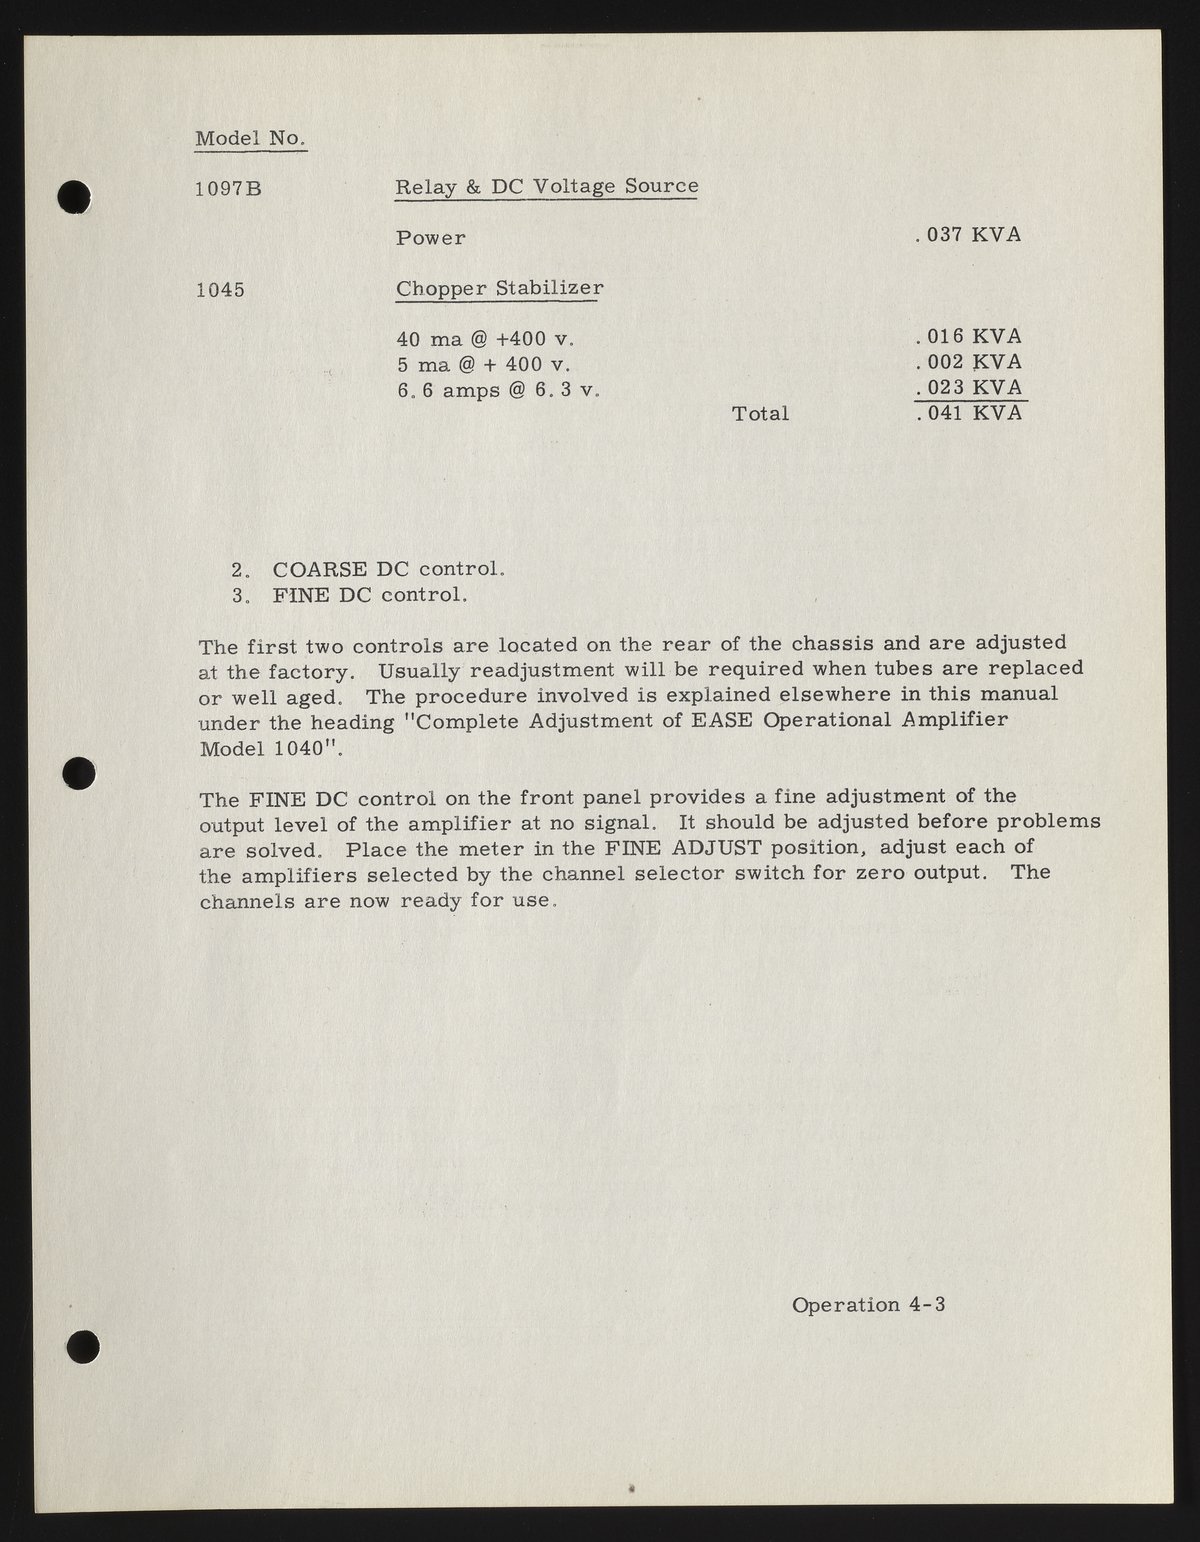 Model No.
1097B Relay & DC Voltage Source
Power .037 KVA
1045 Chopper Stabilizer
40 ma @ +400 v. .016 KVA
5 ma @ + 400 v. .002 KVA
6.6 amps @ 6.3 v. .023 KVA
Total .041 KVA
2. COARSE DC control.
3. FINE DC control.
The first two controls are located on the rear of the chassis and are adjusted
at the factory. Usually readjustment will be required when tubes are replaced
or well aged. The procedure involved is explained elsewhere in this manual
under the heading "Complete Adjustment of EASE Operational Amplifier
Model 1040".
The FINE DC control on the front panel provides a fine adjustment of the
output level of the amplifier at no signal. It should be adjusted before problems
are solved. Place the meter in the FINE ADJUST position, adjust each of
the amplifiers selected by the channel selector switch for zero output. The
channels are now ready for use.
Operation 4-3